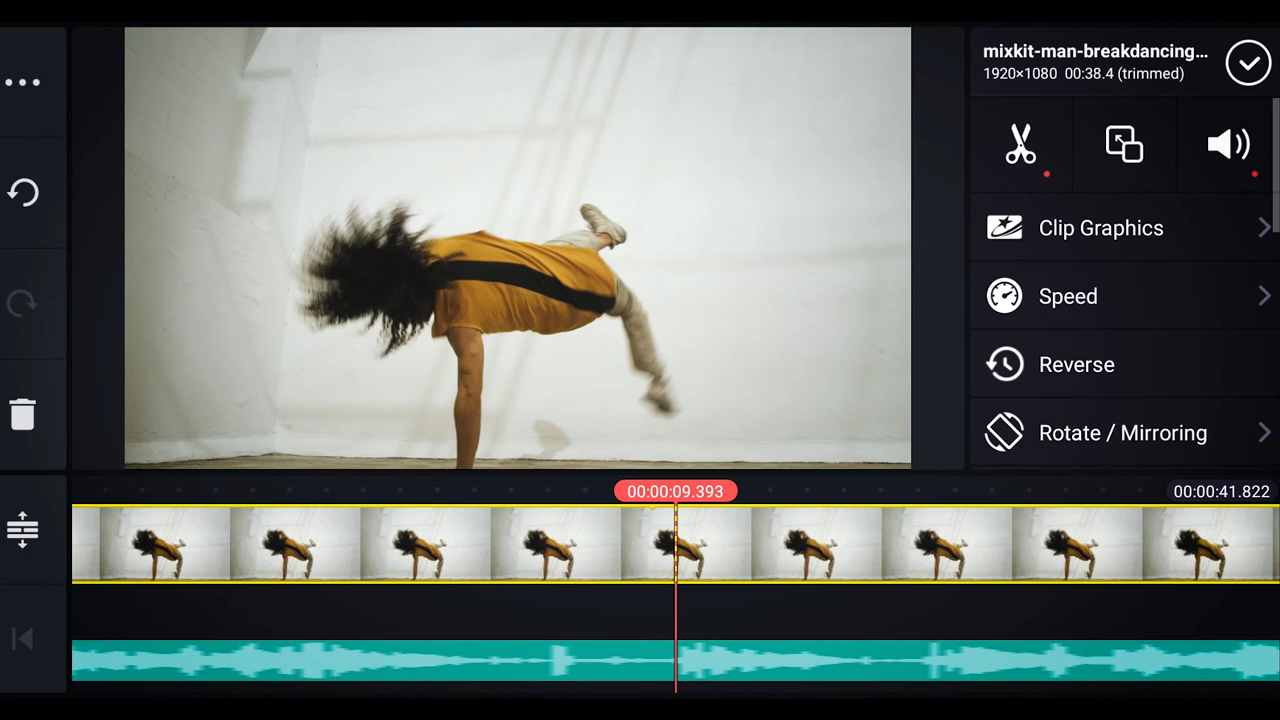 mixkit-man-breakdancing...
1920×1080 00:38.4 (trimmed)
Clip Graphics
Speed
Reverse
Rotate / Mirroring
00:00:09.393
00:00:41.822